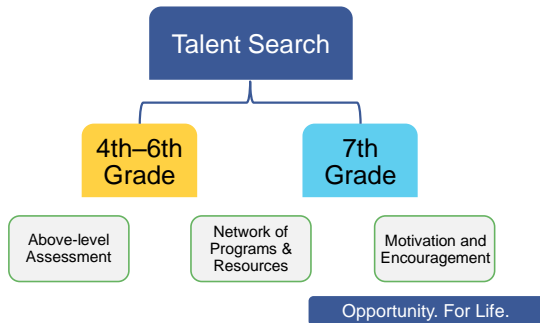 Talent Search
4th–6th
Grade
7th
Grade
Above-level
Assessment
Network of
Programs &
Resources
Motivation and
Encouragement
Opportunity. For Life.